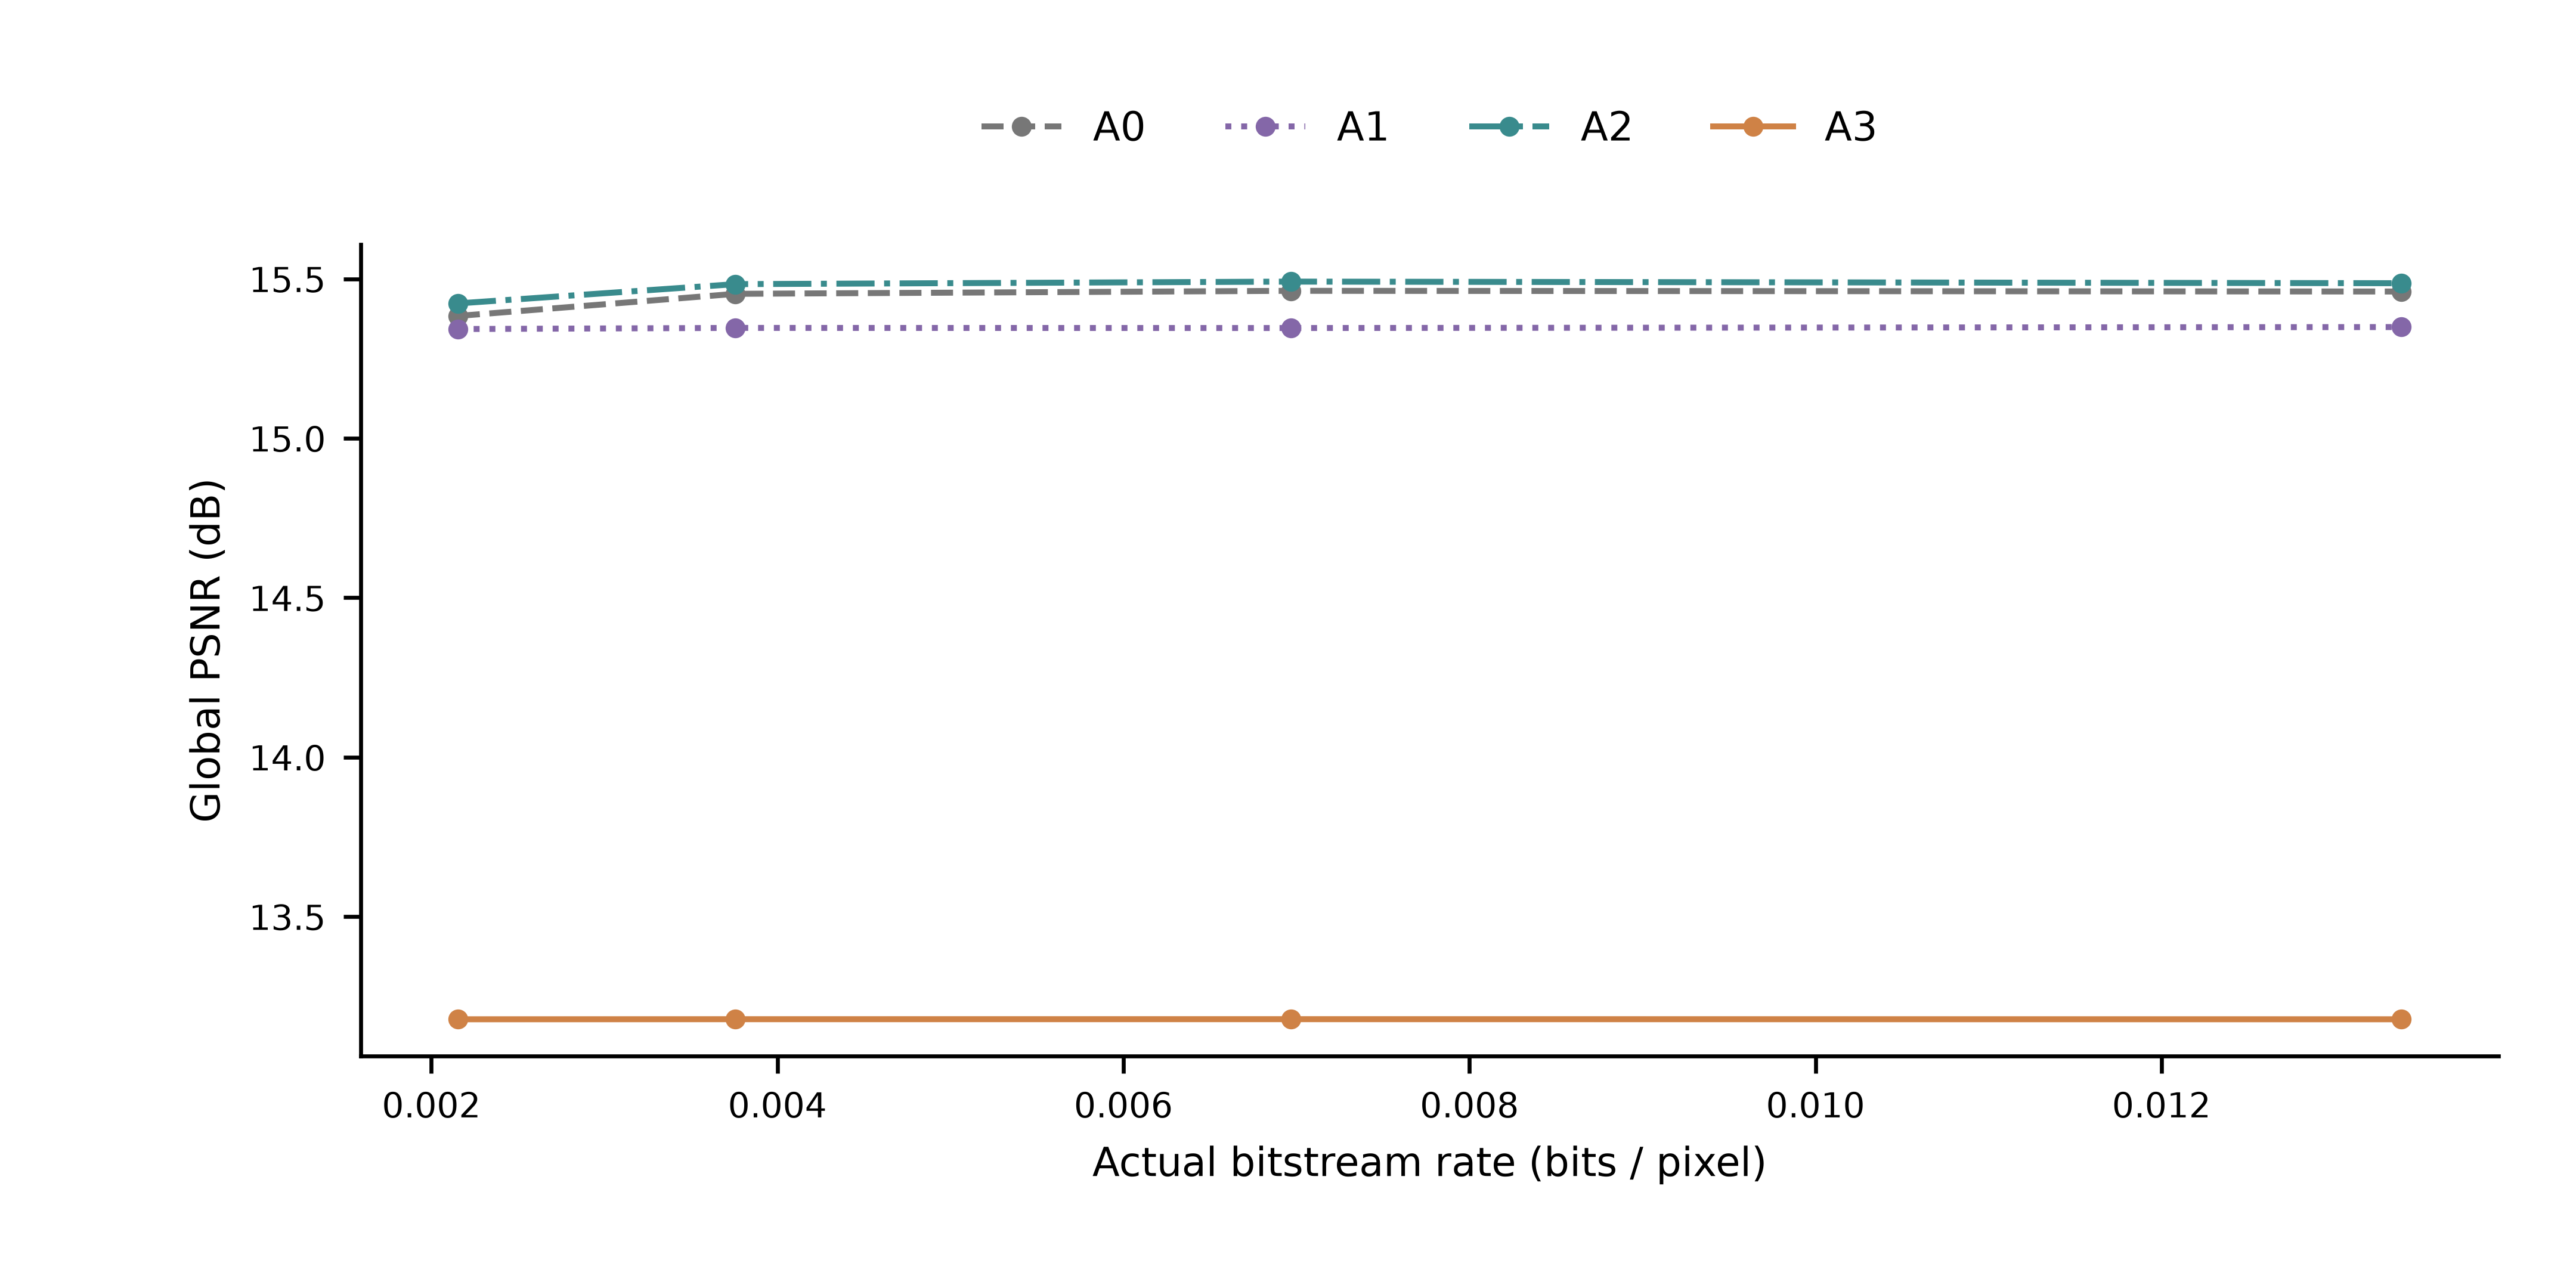 A0 A1 A2 A3
15.5
15.0
14.5
14.0
13.5
Global PSNR (dB)
0.002 0.004 0.006 0.008 0.010 0.012
Actual bitstream rate (bits / pixel)